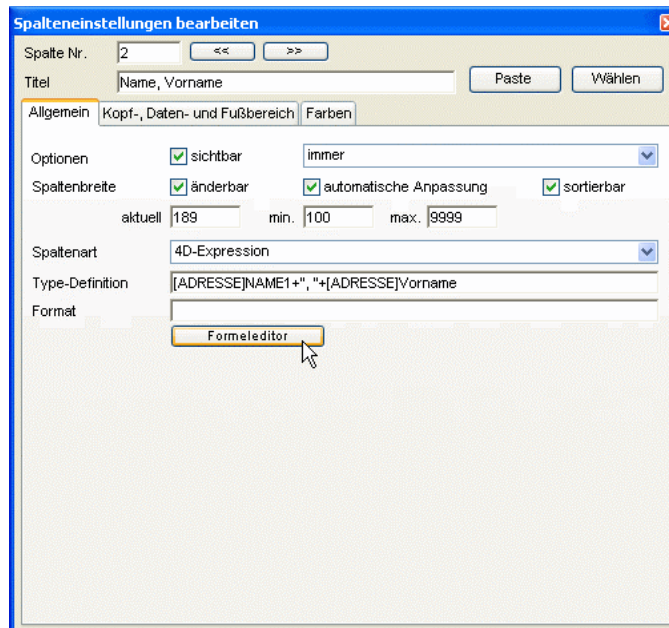 Spalteneinstellungen bearbeiten
Spalte Nr. 2 << >>
Titel Name, Vorname Paste Wählen
Allgemein Kopf-, Daten- und Fußbereich Farben
Optionen sichtbar immer
Spaltenbreite änderbar automatische Anpassung sortierbar
aktuell 189 min. 100 max. 9999
Spaltenart 4D-Expression
Type-Definition [ADRESSE]NAME1+", "+[ADRESSE]Vorname
Format
Formeleditor